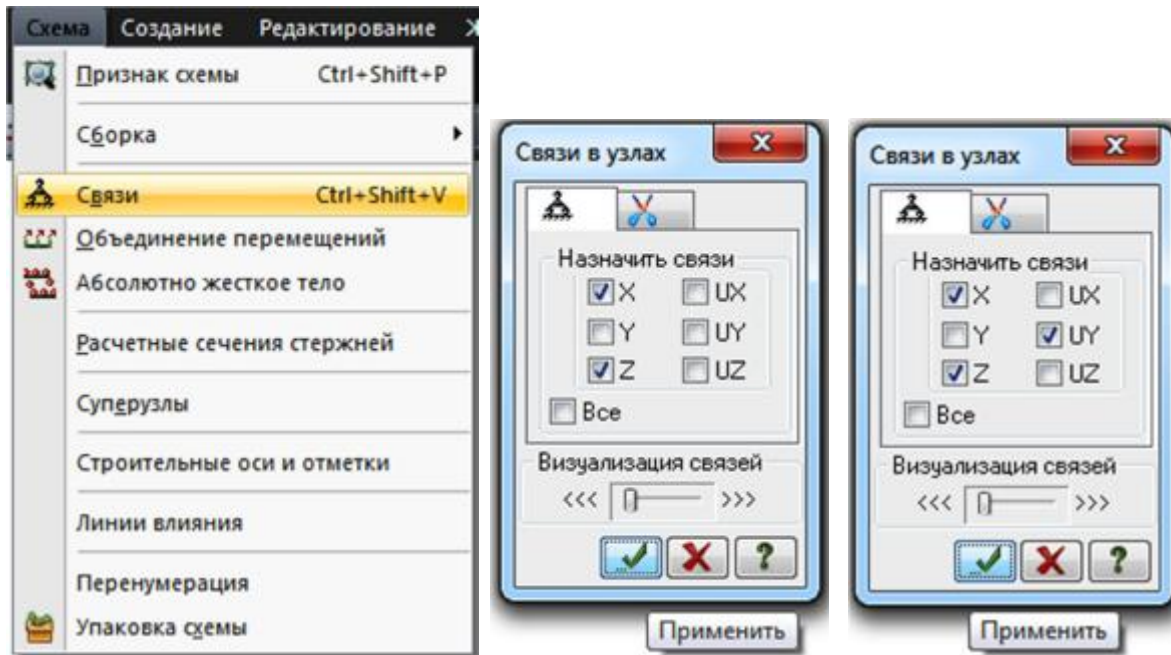 Схема Создание Редактирование
Признак схемы Ctrl+Shift+P
Сборка
Связи Ctrl+Shift+V
Объединение перемещений
Абсолютно жесткое тело
Расчетные сечения стержней
Суперузлы
Строительные оси и отметки
Линии влияния
Перенумерация
Упаковка схемы
Связи в узлах
Назначить связи
X UX
Y UY
Z UZ
Все
Визуализация связей
<<< >>>
?
Применить
Связи в узлах
Назначить связи
X UX
Y UY
Z UZ
Все
Визуализация связей
<<< >>>
?
Применить